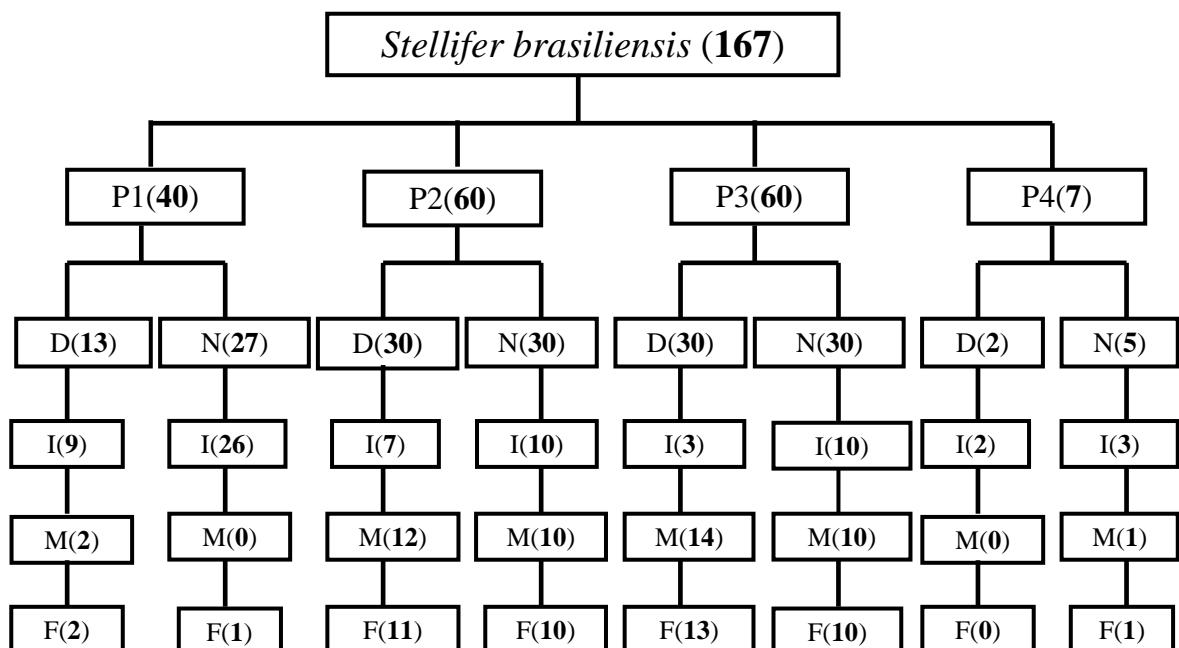 Stellifer brasiliensis (167)
P1(40) P2(60) P3(60) P4(7)
D(13) N(27) D(30) N(30) D(30) N(30) D(2) N(5)
I(9) I(26) I(7) I(10) I(3) I(10) I(2) I(3)
M(2) M(0) M(12) M(10) M(14) M(10) M(0) M(1)
F(2) F(1) F(11) F(10) F(13) F(10) F(0) F(1)